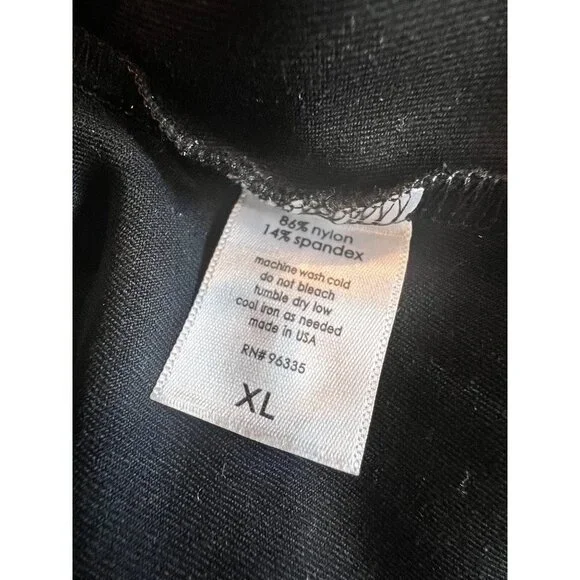 86% nylon
14% spandex
machine wash cold
do not bleach
tumble dry low
cool iron as needed
made in USA
RN# 96335
XL